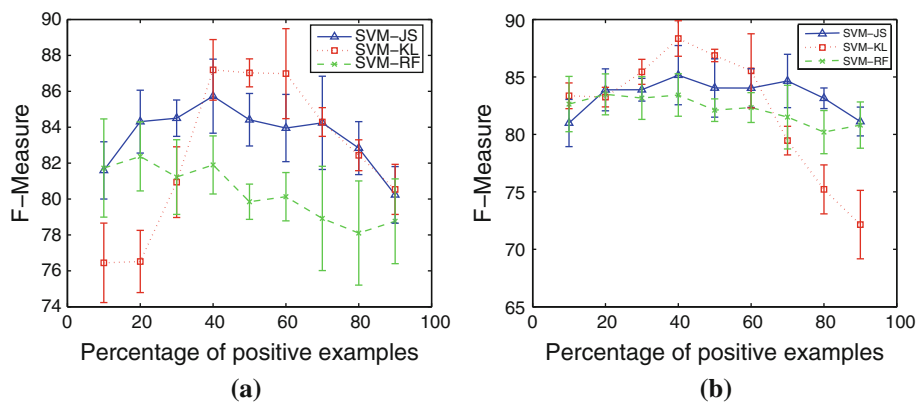 90
88
86
84
82
80
78
76
74
F-Measure
0
20
40
60
80
100
Percentage of positive examples
SVM-JS
SVM-KL
SVM-RF
(a)
90
85
80
75
70
65
F-Measure
0
20
40
60
80
100
Percentage of positive examples
SVM-JS
SVM-KL
SVM-RF
(b)